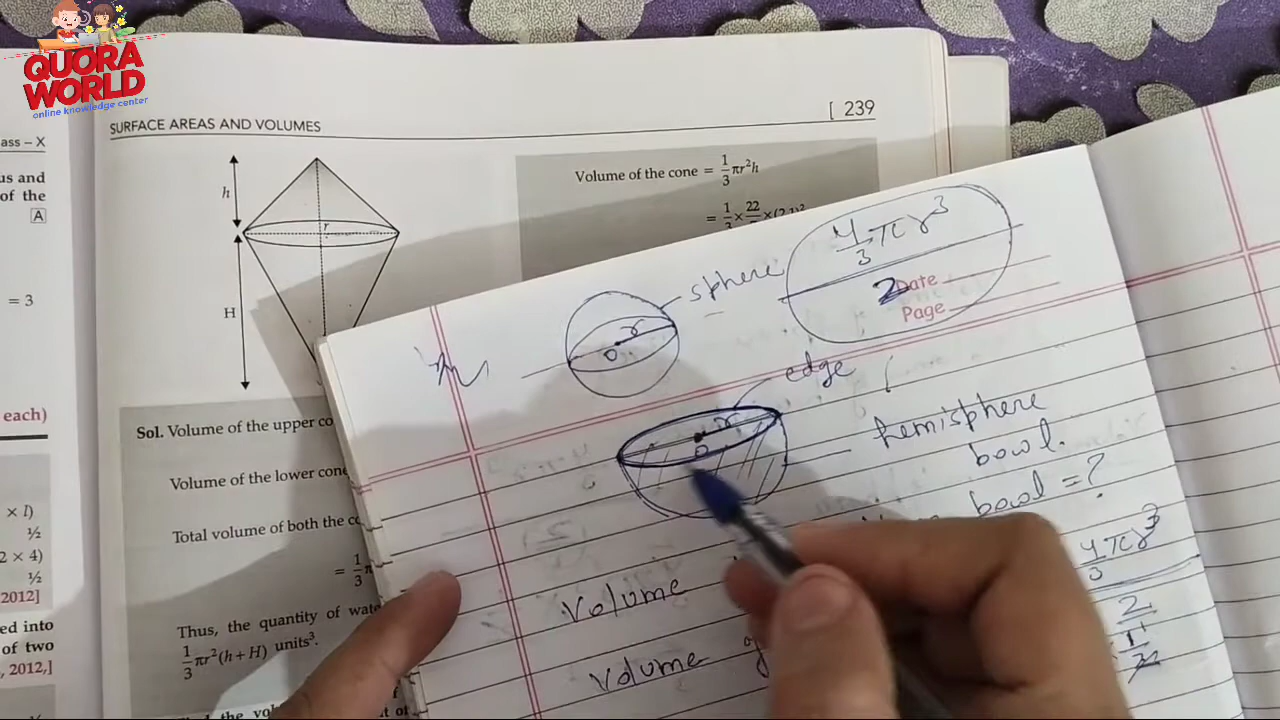 QUORA
WORLD
online knowledge center
ass – X
us and
of the
A
= 3
each)
× l)
½
2 × 4)
½
2012]
ed into
of two
, 2012,]
SURFACE AREAS AND VOLUMES
[ 239
h
r
H
Volume of the cone = 1/3 πr²h
= 1/3 × 22
Sol. Volume of the upper co
Volume of the lower cone
Total volume of both the co
= 1/3 π
Thus, the quantity of wate
1/3 πr²(h + H) units³.
4/3 πr³
2
Date
Page
sphere
r
O
edge
r
O
hemisphere
bowl.
bowl = ?
Volume
4/3 πr³
2
Volume